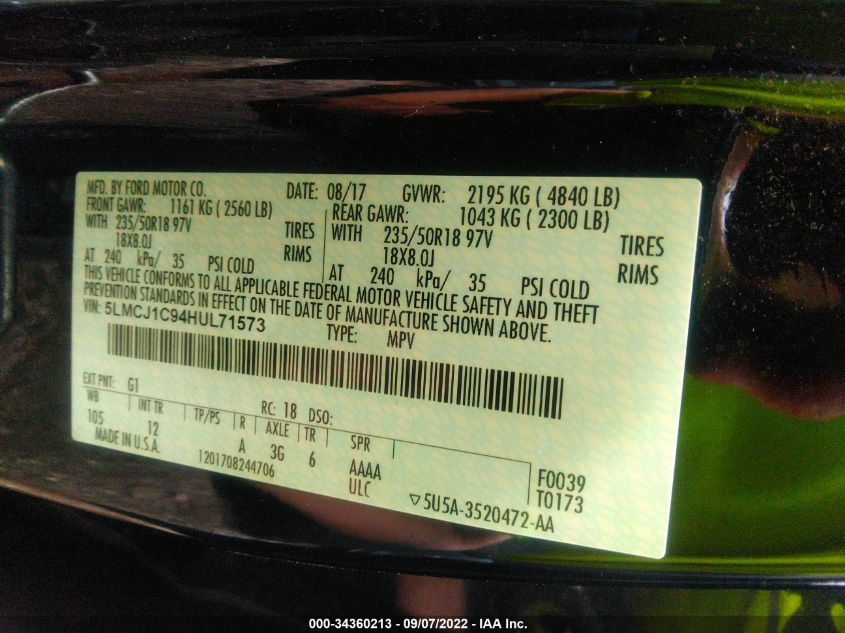 MFD. BY FORD MOTOR CO. DATE: 08/17 GVWR: 2195 KG ( 4840 LB)
FRONT GAWR: 1161 KG ( 2560 LB) REAR GAWR: 1043 KG ( 2300 LB)
WITH 235/50R18 97V TIRES WITH 235/50R18 97V TIRES
18X8.0J RIMS 18X8.0J RIMS
AT 240 kPa/ 35 PSI COLD AT 240 kPa/ 35 PSI COLD
THIS VEHICLE CONFORMS TO ALL APPLICABLE FEDERAL MOTOR VEHICLE SAFETY AND THEFT
PREVENTION STANDARDS IN EFFECT ON THE DATE OF MANUFACTURE SHOWN ABOVE.
VIN: 5LMCJ1C94HUL71573
TYPE: MPV
EXT PNT: G1 RC: 18 DSO:
WB INT TR TP/PS R AXLE TR SPR
105 12 A 3G 6 AAAA F0039
MADE IN U.S.A. 1201708244706 ULC T0173
▽5U5A-3520472-AA
000-34360213 - 09/07/2022 - IAA Inc.